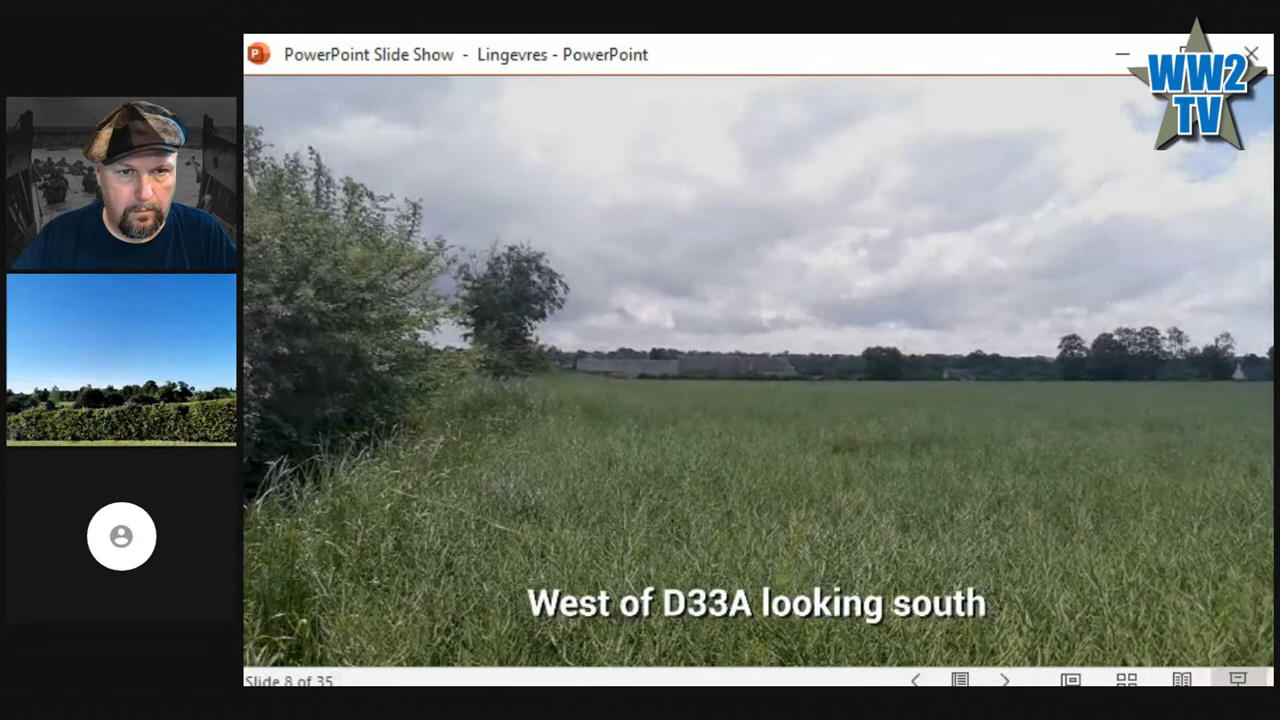 PowerPoint Slide Show - Lingevres - PowerPoint
WW2
TV
West of D33A looking south
Slide 8 of 35